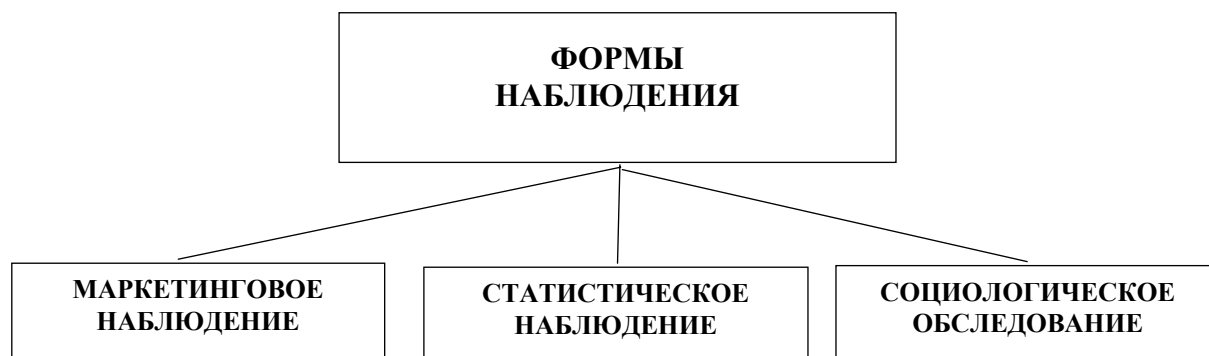 ФОРМЫ
НАБЛЮДЕНИЯ
МАРКЕТИНГОВОЕ
НАБЛЮДЕНИЕ
СТАТИСТИЧЕСКОЕ
НАБЛЮДЕНИЕ
СОЦИОЛОГИЧЕСКОЕ
ОБСЛЕДОВАНИЕ